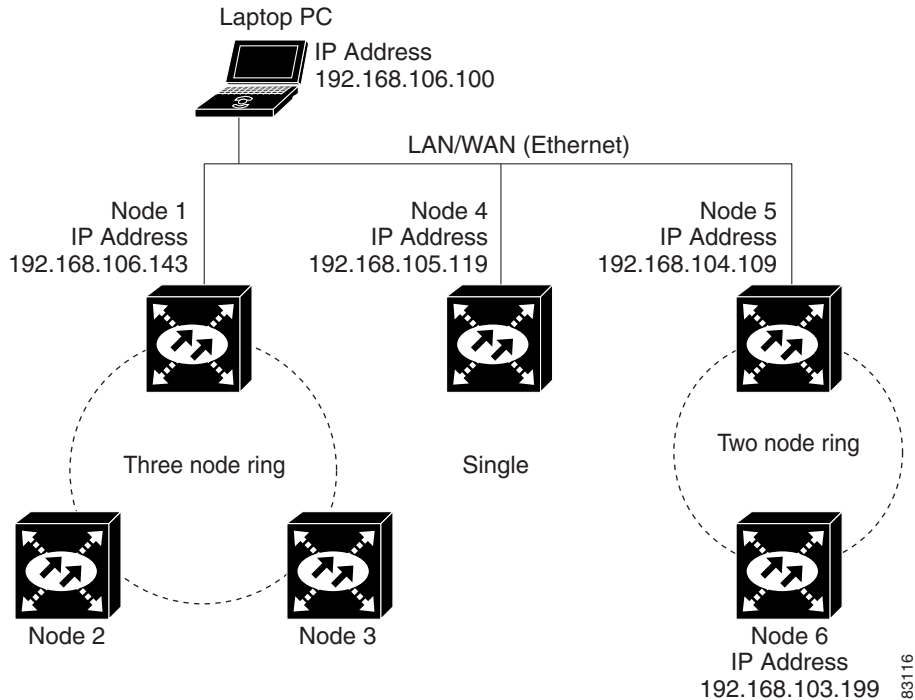 Laptop PC
IP Address
192.168.106.100
LAN/WAN (Ethernet)
Node 1
IP Address
192.168.106.143
Node 4
IP Address
192.168.105.119
Node 5
IP Address
192.168.104.109
Three node ring
Single
Two node ring
Node 2
Node 3
Node 6
IP Address
192.168.103.199
83116